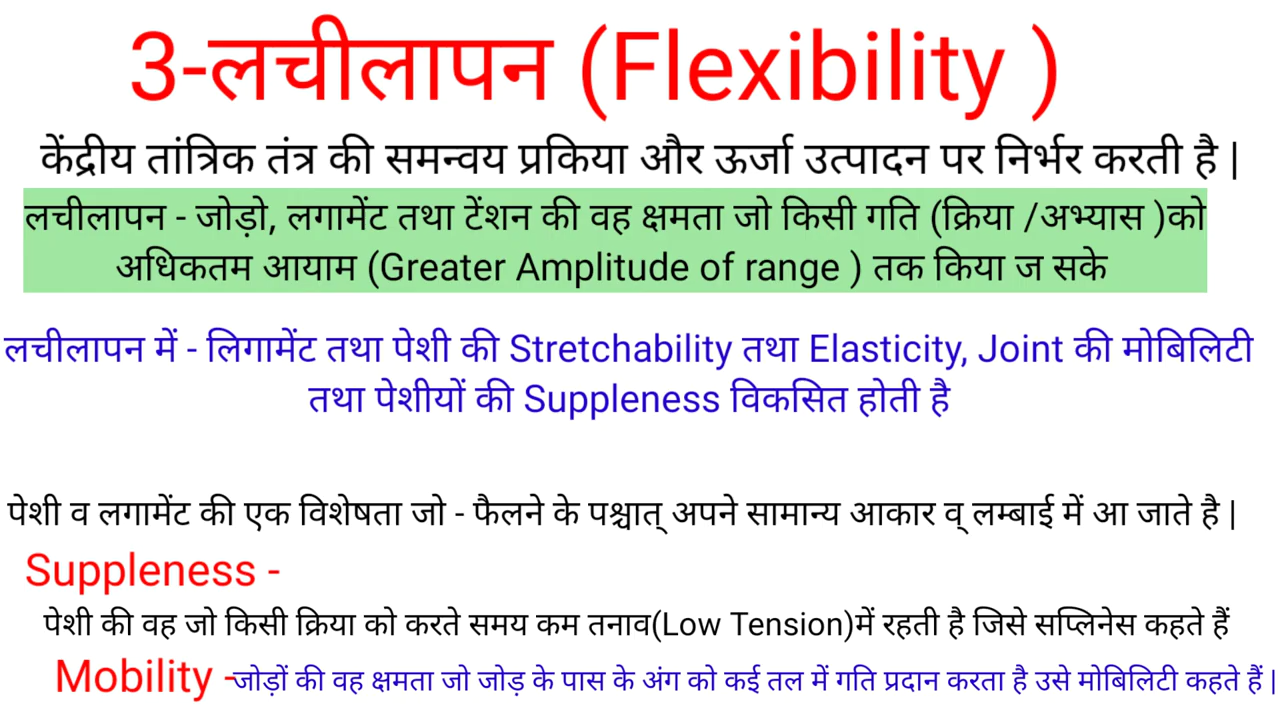 3-लचीलापन (Flexibility )
केंद्रीय तांत्रिक तंत्र की समन्वय प्रकिया और ऊर्जा उत्पादन पर निर्भर करती है |
लचीलापन - जोड़ो, लगामेंट तथा टेंशन की वह क्षमता जो किसी गति (क्रिया /अभ्यास )को
अधिकतम आयाम (Greater Amplitude of range ) तक किया ज सके
लचीलापन में - लिगामेंट तथा पेशी की Stretchability तथा Elasticity, Joint की मोबिलिटी
तथा पेशीयों की Suppleness विकसित होती है
पेशी व लगामेंट की एक विशेषता जो - फैलने के पश्चात् अपने सामान्य आकार व् लम्बाई में आ जाते है |
Suppleness -
पेशी की वह जो किसी क्रिया को करते समय कम तनाव(Low Tension)में रहती है जिसे सप्लिनेस कहते हैं
Mobility -जोड़ों की वह क्षमता जो जोड़ के पास के अंग को कई तल में गति प्रदान करता है उसे मोबिलिटी कहते हैं |